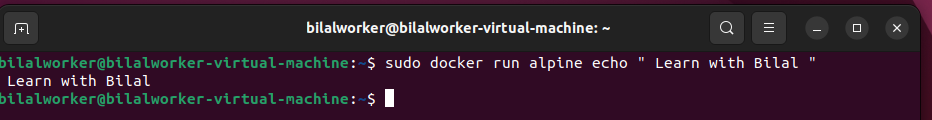 bilalworker@bilalworker-virtual-machine: ~
bilalworker@bilalworker-virtual-machine:~$ sudo docker run alpine echo " Learn with Bilal "
 Learn with Bilal
bilalworker@bilalworker-virtual-machine:~$